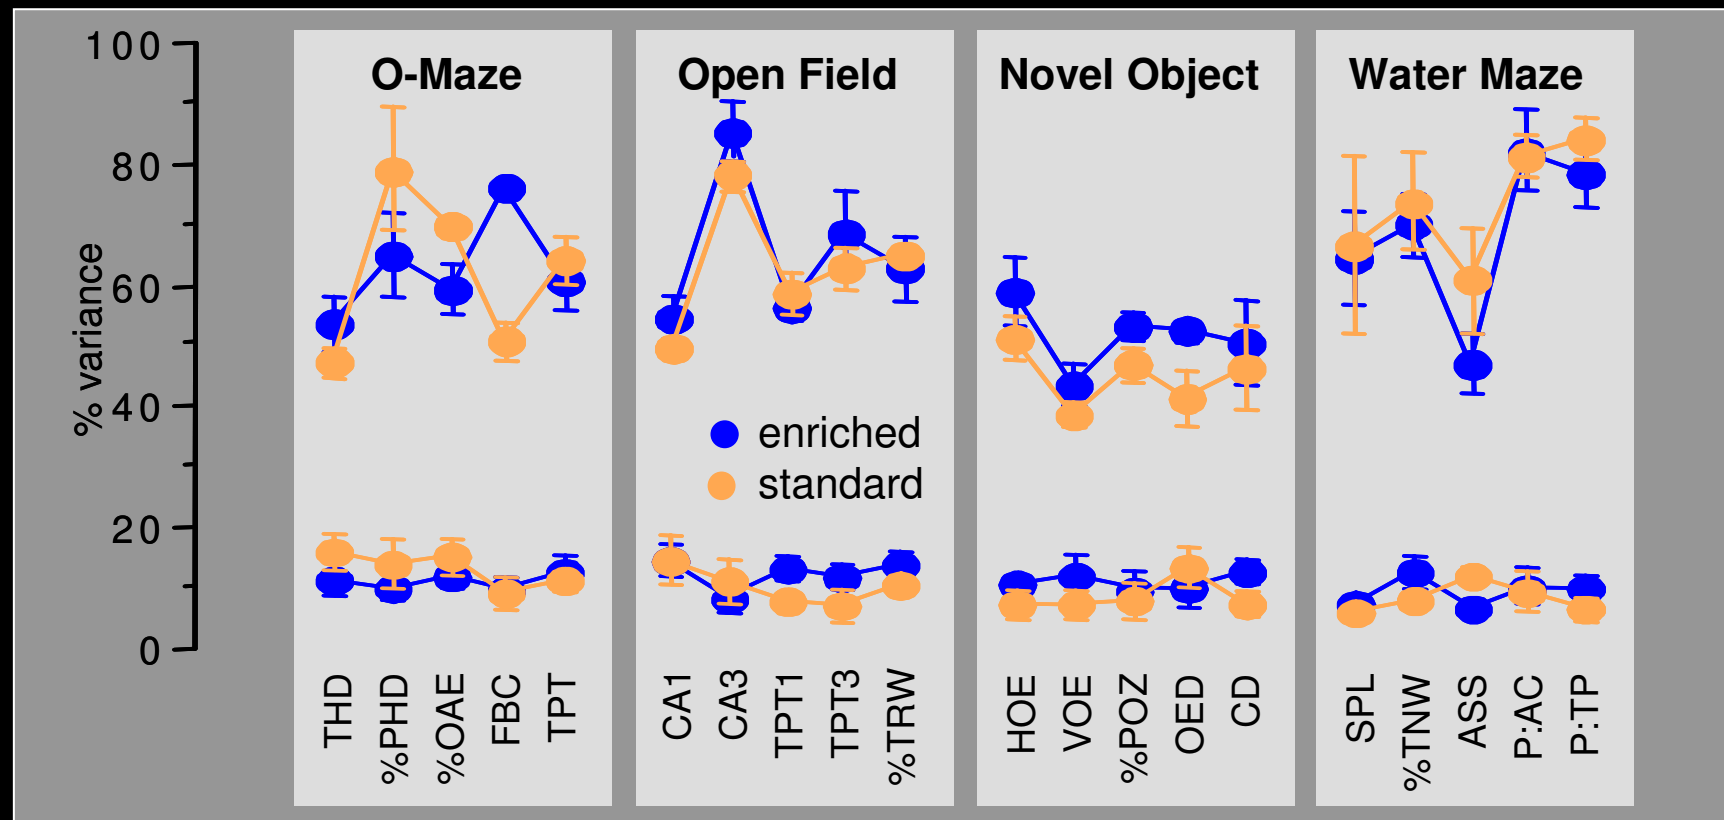 100
80
60
40
20
0
% variance
O-Maze
THD
%PHD
%OAE
FBC
TPT
Open Field
enriched
standard
CA1
CA3
TPT1
TPT3
%TRW
Novel Object
HOE
VOE
%POZ
OED
CD
Water Maze
SPL
%TNW
ASS
P:AC
P:TP